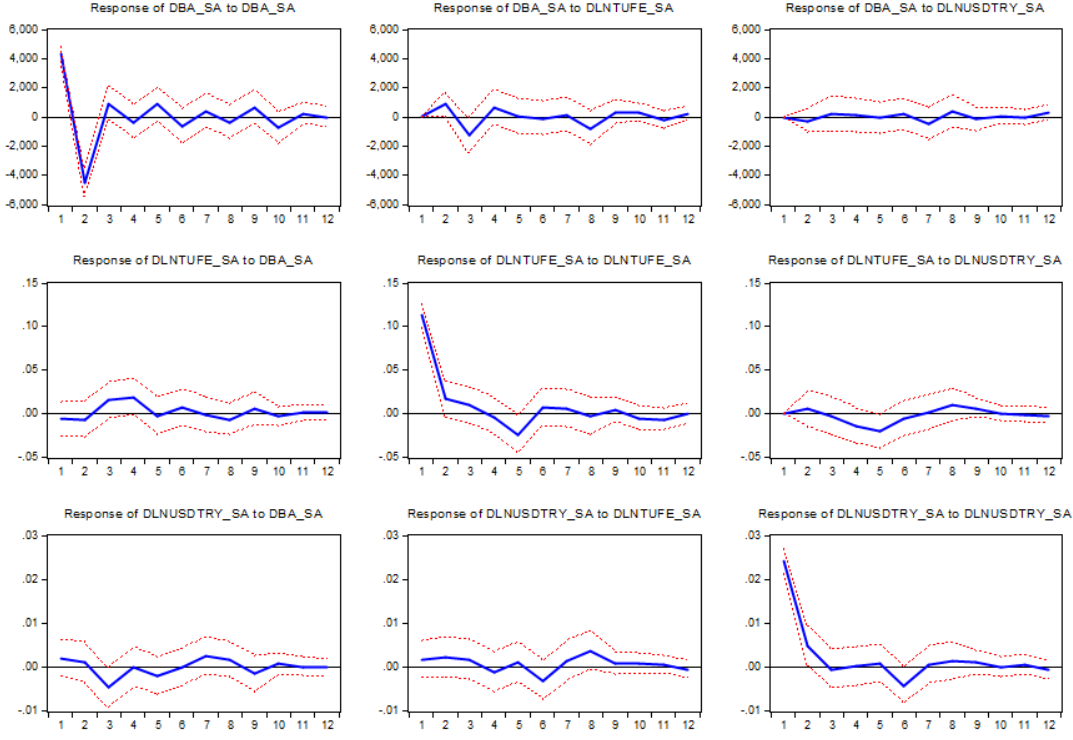 Response of DBA_SA to DBA_SA
6,000
4,000
2,000
0
-2,000
-4,000
-6,000
1 2 3 4 5 6 7 8 9 10 11 12
Response of DBA_SA to DLNTUFE_SA
6,000
4,000
2,000
0
-2,000
-4,000
-6,000
1 2 3 4 5 6 7 8 9 10 11 12
Response of DBA_SA to DLNUSDTRY_SA
6,000
4,000
2,000
0
-2,000
-4,000
-6,000
1 2 3 4 5 6 7 8 9 10 11 12
Response of DLNTUFE_SA to DBA_SA
.15
.10
.05
.00
-.05
1 2 3 4 5 6 7 8 9 10 11 12
Response of DLNTUFE_SA to DLNTUFE_SA
.15
.10
.05
.00
-.05
1 2 3 4 5 6 7 8 9 10 11 12
Response of DLNTUFE_SA to DLNUSDTRY_SA
.15
.10
.05
.00
-.05
1 2 3 4 5 6 7 8 9 10 11 12
Response of DLNUSDTRY_SA to DBA_SA
.03
.02
.01
.00
-.01
1 2 3 4 5 6 7 8 9 10 11 12
Response of DLNUSDTRY_SA to DLNTUFE_SA
.03
.02
.01
.00
-.01
1 2 3 4 5 6 7 8 9 10 11 12
Response of DLNUSDTRY_SA to DLNUSDTRY_SA
.03
.02
.01
.00
-.01
1 2 3 4 5 6 7 8 9 10 11 12